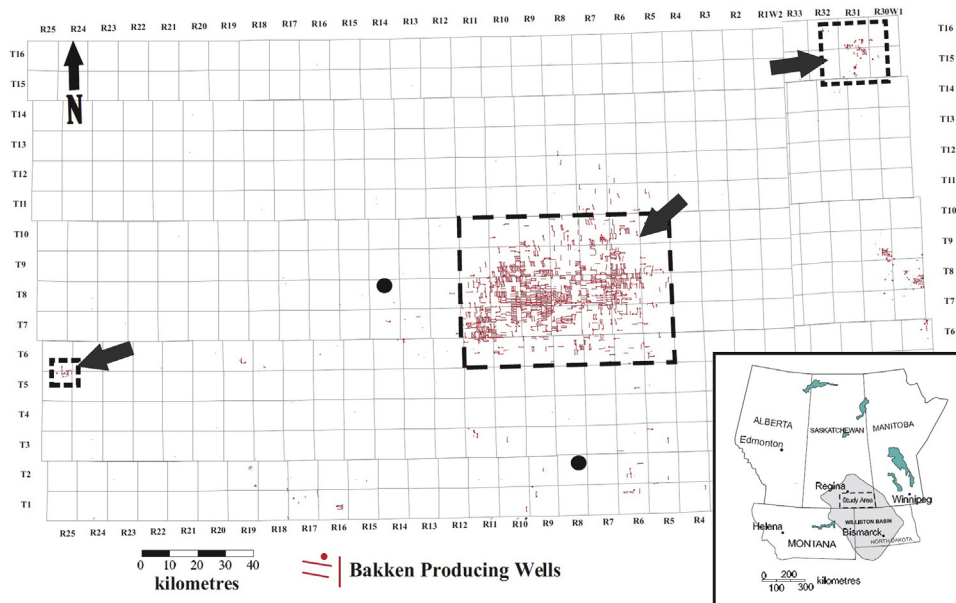 R25 R24 R23 R22 R21 R20 R19 R18 R17 R16 R15 R14 R13 R12 R11 R10 R9 R8 R7 R6 R5 R4 R3 R2 R1W2 R33 R32 R31 R30W1
T16 T16
T15 T15
T14 T14
N
T13 T13
T12 T12
T11 T11
T10 T10
T9 T9
T8 T8
T7 T7
T6 T6
T5
T4
T3
T2
T1
R25 R24 R23 R22 R21 R20 R19 R18 R17 R16 R15 R14 R12 R11 R10 R9 R8 R6 R5 R4
0 10 20 30 40
kilometres
Bakken Producing Wells
ALBERTA
SASKATCHEWAN
MANITOBA
Edmonton
Regina
Study Area
Winnipeg
Helena
WILLISTON BASIN
Bismarck
MONTANA
NORTH DAKOTA
0 200
100 300 kilometres